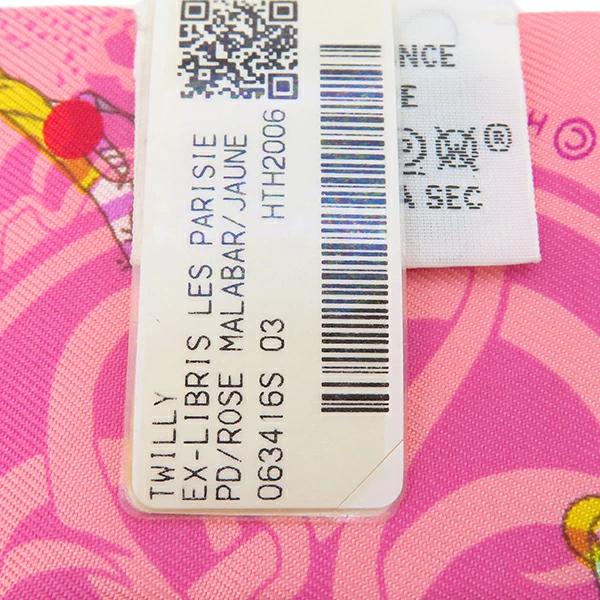 TWILLY
EX-LIBRIS LES PARISIE
PD/ROSE MALABAR/JAUNE
HTH2006
063416S 03
NCE
E
A SEC
®
H ©